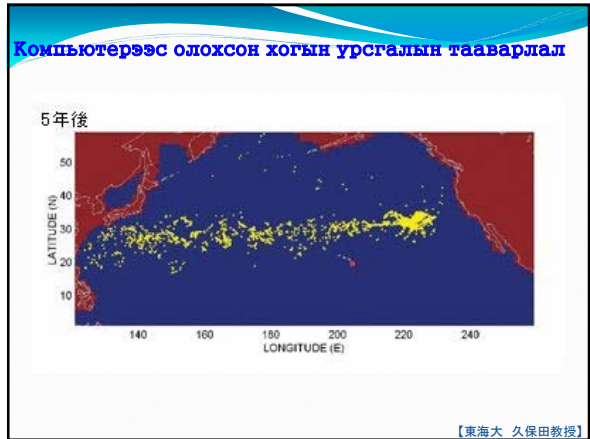 Компьютерээс олохсон хогын урсгалын таaварлал
5年後
50
40
30
20
10
LATITUDE (N)
140 160 180 200 220 240
LONGITUDE (E)
【東海大 久保田教授】